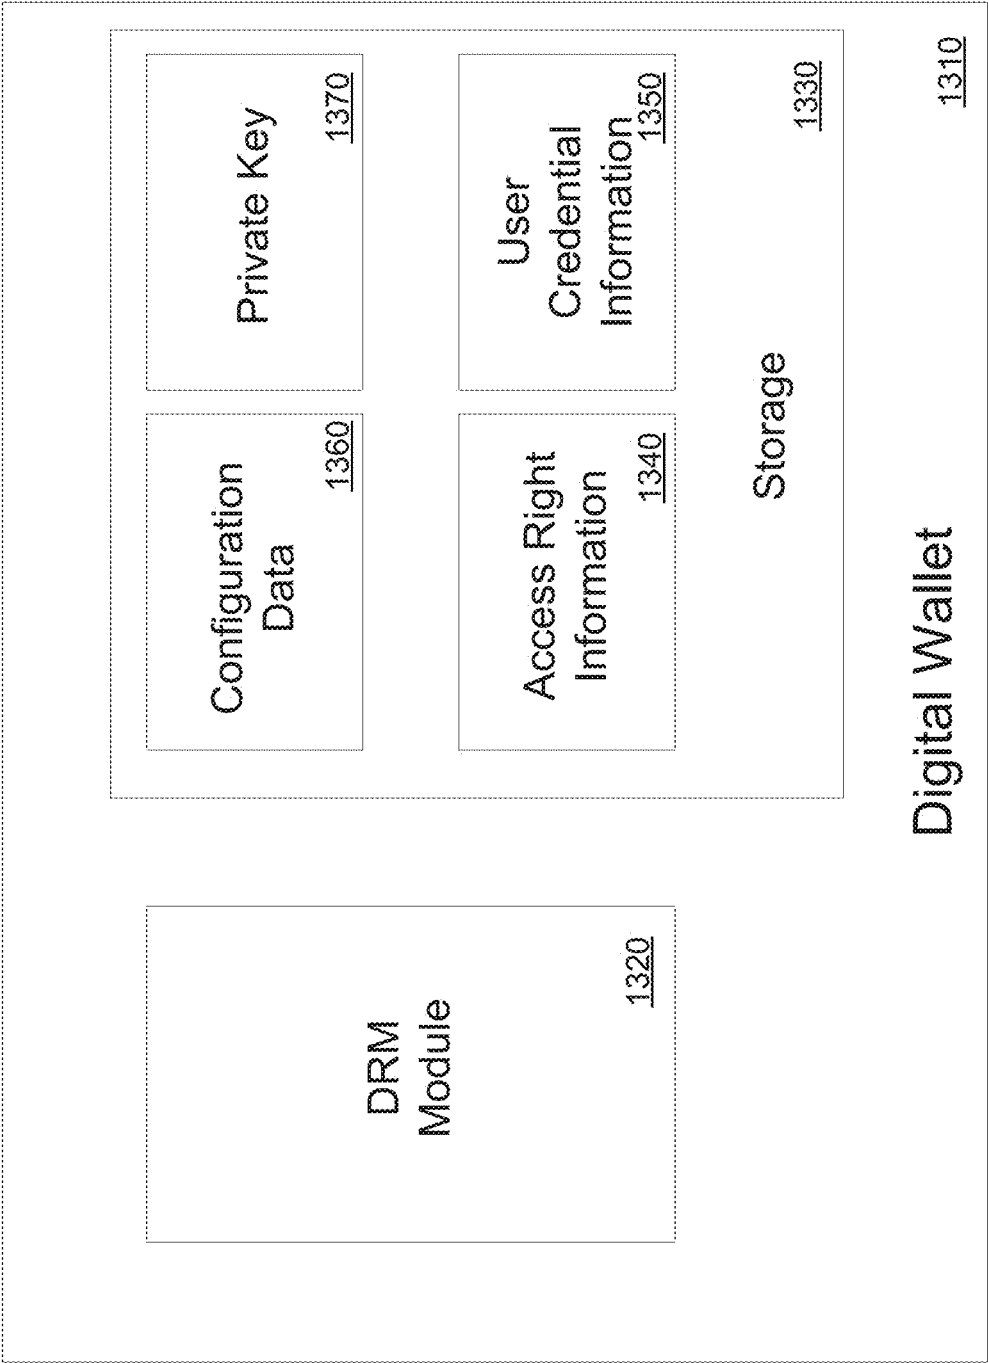 DRM
Module
1320
Configuration
Data
1360
Private Key
1370
Access Right
Information
1340
User
Credential
Information
1350
Storage
1330
Digital Wallet
1310